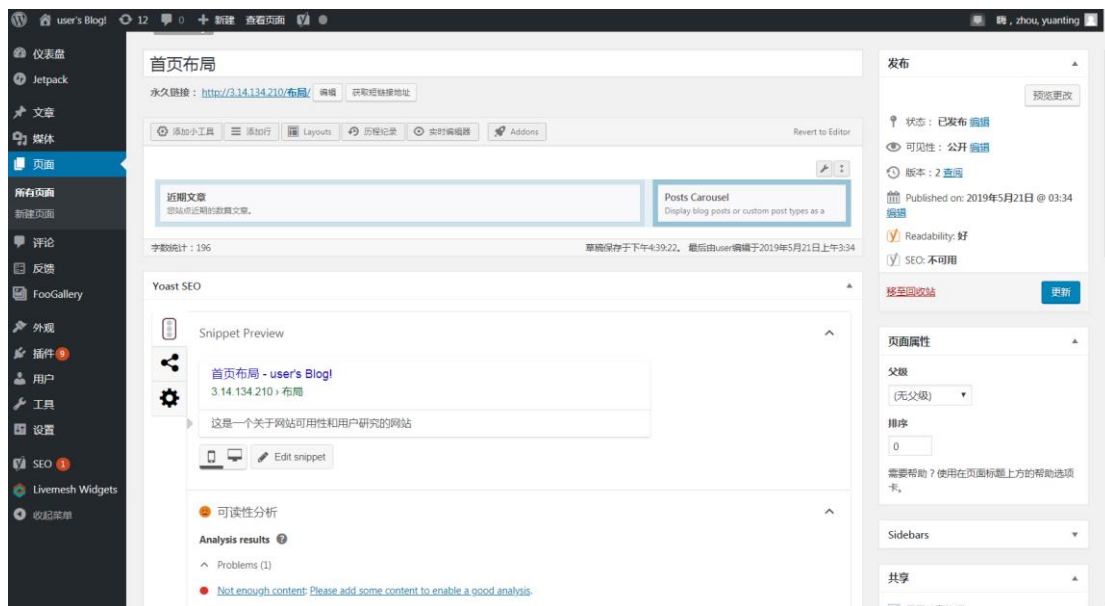 user's Blog! 12 0 新建 查看页面 嗨 , zhou, yuanting
仪表盘
Jetpack
文章
媒体
页面
所有页面
新建页面
评论
反馈
FooGallery
外观
插件 9
用户
工具
设置
SEO 1
Livemesh Widgets
收起菜单
首页布局
永久链接： http://3.14.134.210/布局/ 编辑 获取短链接地址
添加小工具 添加行 Layouts 历程记录 实时编辑器 Addons Revert to Editor
近期文章
您站点近期的数篇文章。
Posts Carousel
Display blog posts or custom post types as a
字数统计：196 草稿保存于下午4:39:22。 最后由user编辑于2019年5月21日上午3:34
Yoast SEO
Snippet Preview
首页布局 - user's Blog!
3.14.134.210 › 布局
这是一个关于网站可用性和用户研究的网站
Edit snippet
可读性分析
Analysis results
Problems (1)
Not enough content: Please add some content to enable a good analysis.
发布
预览更改
状态： 已发布 编辑
可见性： 公开 编辑
版本：2 查阅
Published on: 2019年5月21日 @ 03:34
编辑
Readability: 好
SEO: 不可用
移至回收站 更新
页面属性
父级
(无父级)
排序
0
需要帮助？使用在页面标题上方的帮助选项
卡。
Sidebars
共享